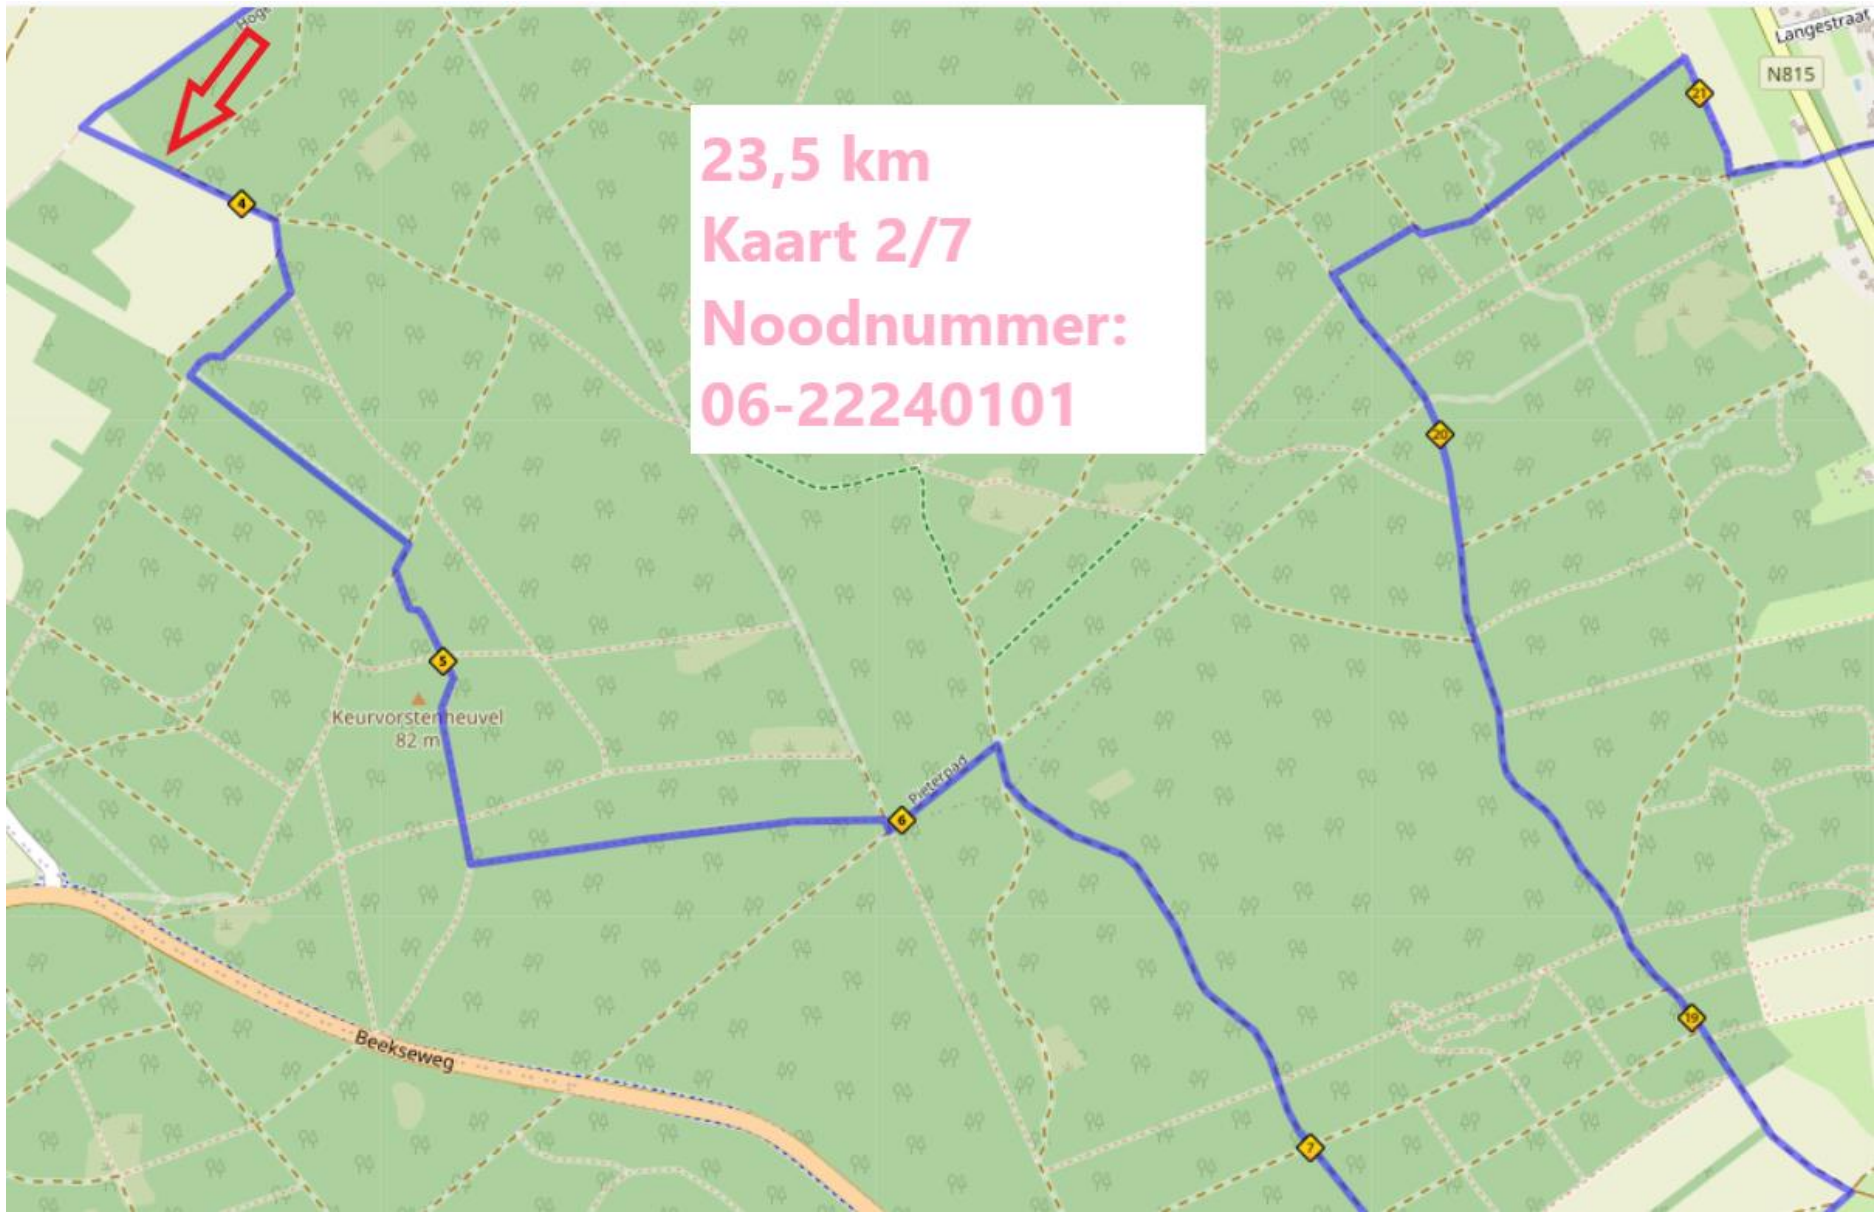 Hoge
Langestraat
N815
21
23,5 km
Kaart 2/7
Noodnummer:
06-22240101
4
20
5
Keurvorstenheuvel
82 m
Pieterpad
6
19
Beekseweg
7